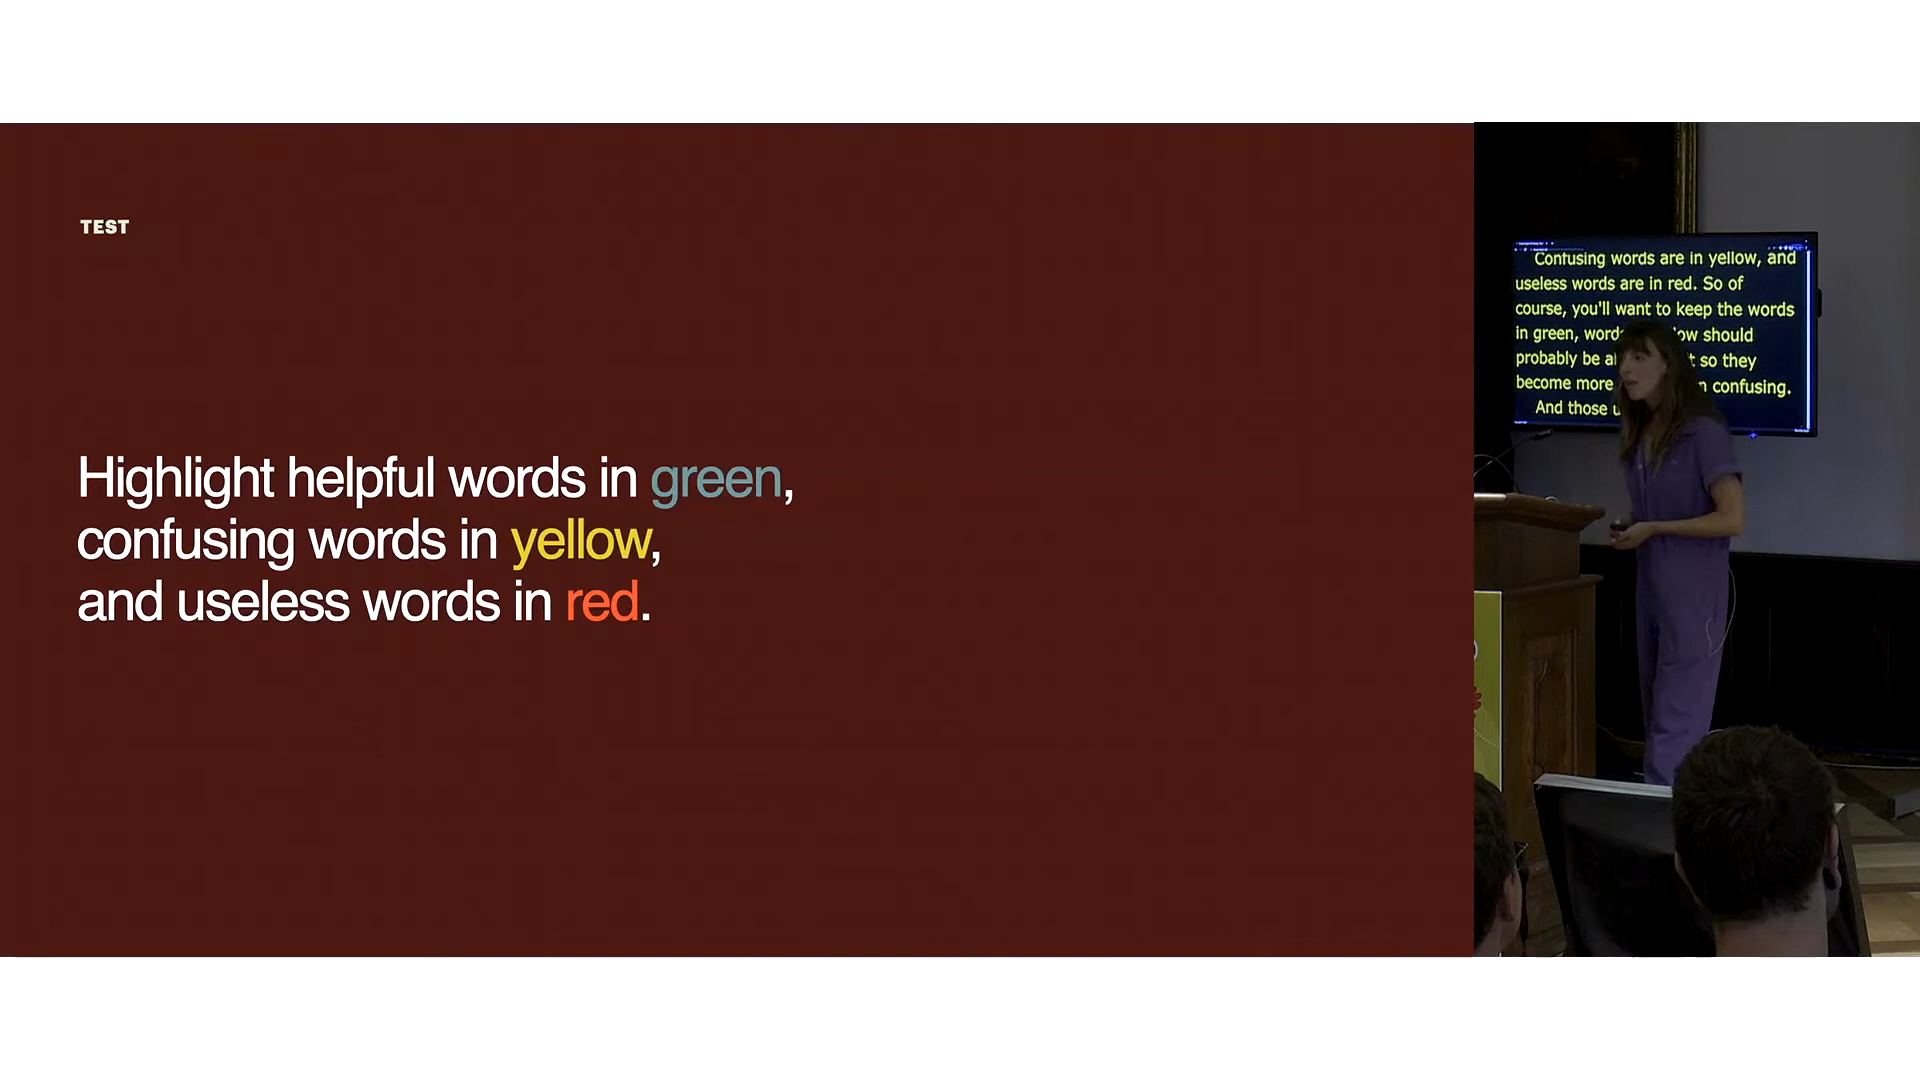 TEST
Highlight helpful words in green,
confusing words in yellow,
and useless words in red.
Confusing words are in yellow, and
useless words are in red. So of
course, you'll want to keep the words
in green, should
probably be so they
become more confusing.
And those